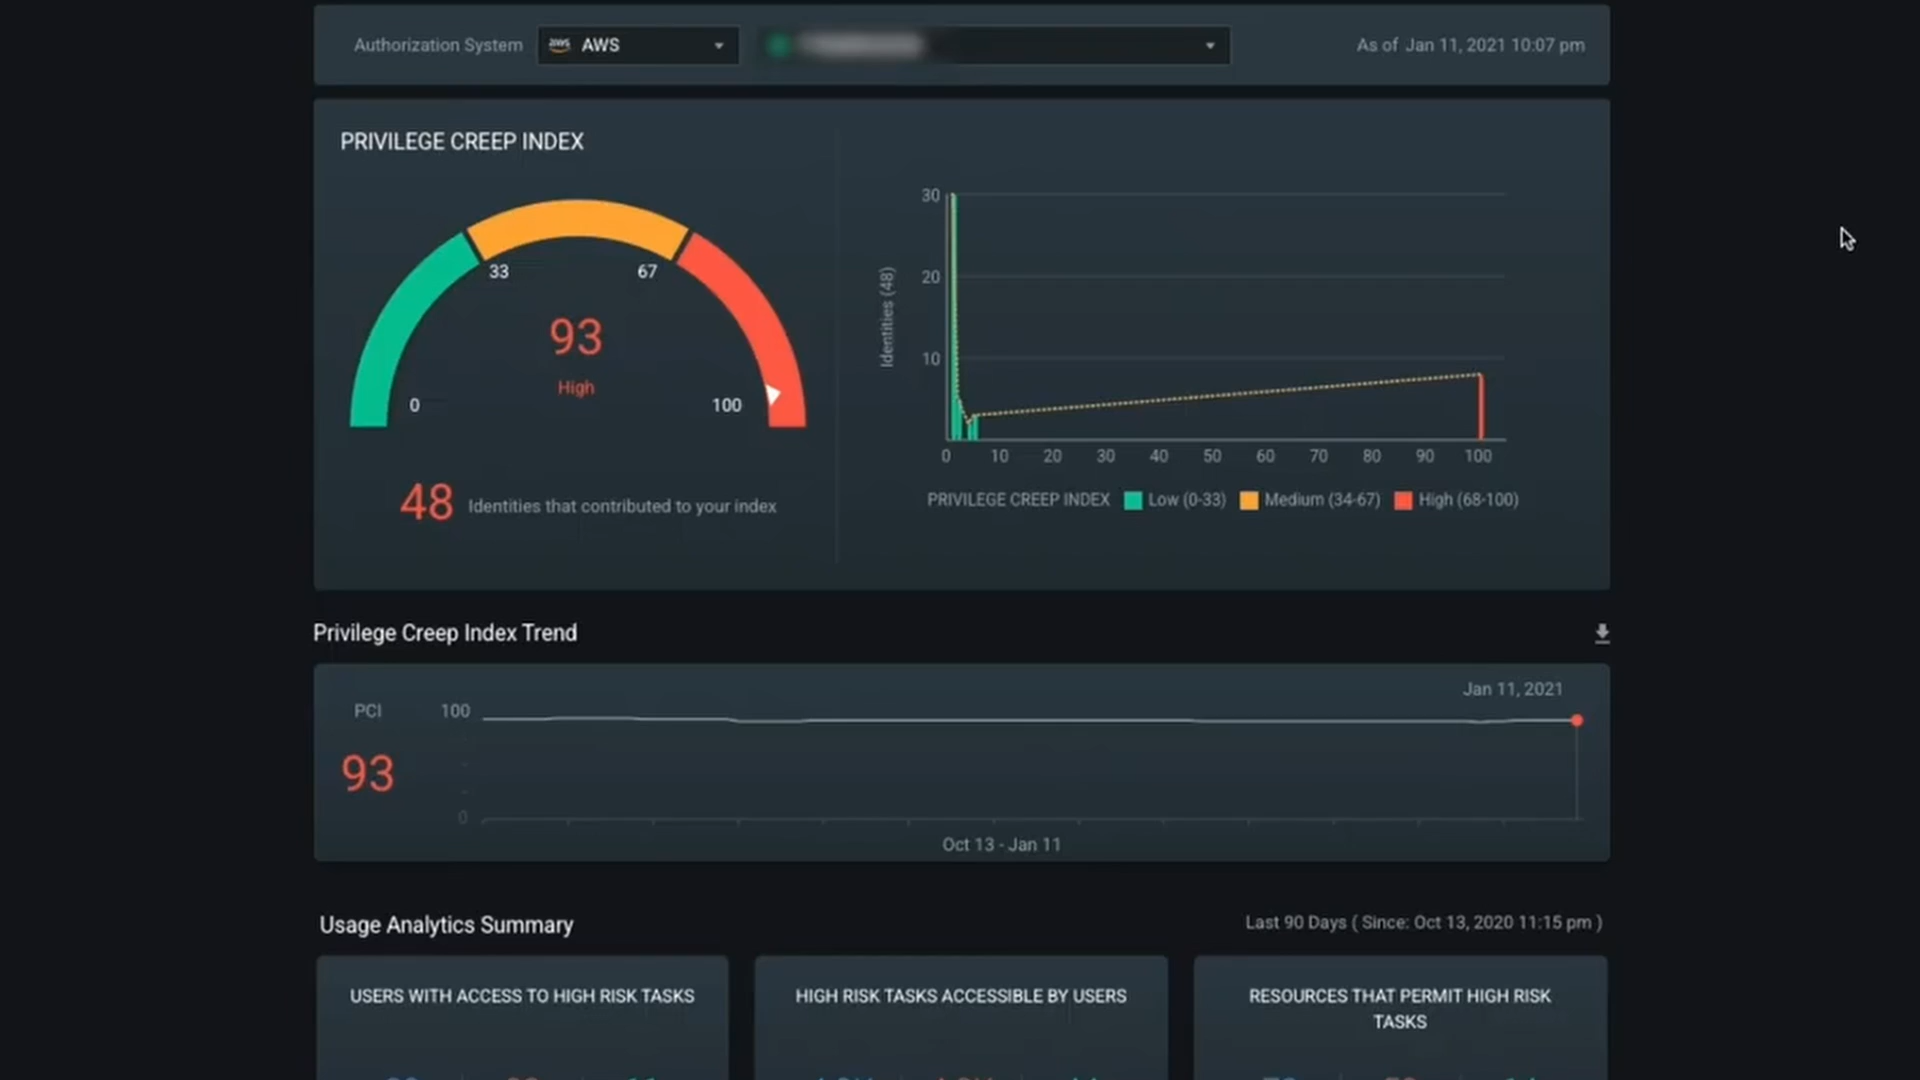 Authorization System
aws AWS
As of Jan 11, 2021 10:07 pm
PRIVILEGE CREEP INDEX
33
67
93
High
0
100
48 Identities that contributed to your index
Identities (48)
30
20
10
0 10 20 30 40 50 60 70 80 90 100
PRIVILEGE CREEP INDEX Low (0-33) Medium (34-67) High (68-100)
Privilege Creep Index Trend
Jan 11, 2021
PCI
100
93
0
Oct 13 - Jan 11
Usage Analytics Summary
Last 90 Days ( Since: Oct 13, 2020 11:15 pm )
USERS WITH ACCESS TO HIGH RISK TASKS
HIGH RISK TASKS ACCESSIBLE BY USERS
RESOURCES THAT PERMIT HIGH RISK
TASKS